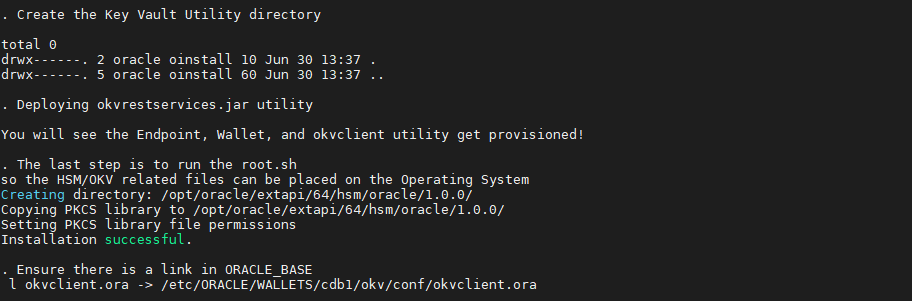 . Create the Key Vault Utility directory
total 0
drwx------. 2 oracle oinstall 10 Jun 30 13:37 .
drwx------. 5 oracle oinstall 60 Jun 30 13:37 ..
. Deploying okvrestservices.jar utility
You will see the Endpoint, Wallet, and okvclient utility get provisioned!
. The last step is to run the root.sh
so the HSM/OKV related files can be placed on the Operating System
Creating directory: /opt/oracle/extapi/64/hsm/oracle/1.0.0/
Copying PKCS library to /opt/oracle/extapi/64/hsm/oracle/1.0.0/
Setting PKCS library file permissions
Installation successful.
. Ensure there is a link in ORACLE_BASE
l okvclient.ora -> /etc/ORACLE/WALLETS/cdb1/okv/conf/okvclient.ora